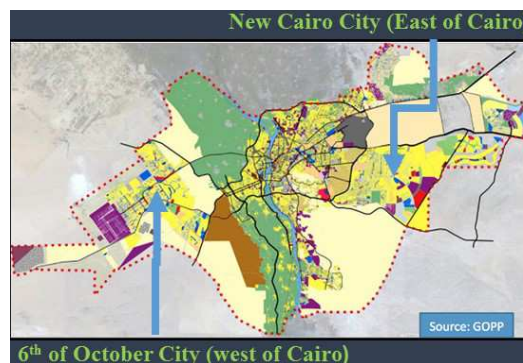 New Cairo City (East of Cairo
Source: GOPP
6th of October City (west of Cairo)